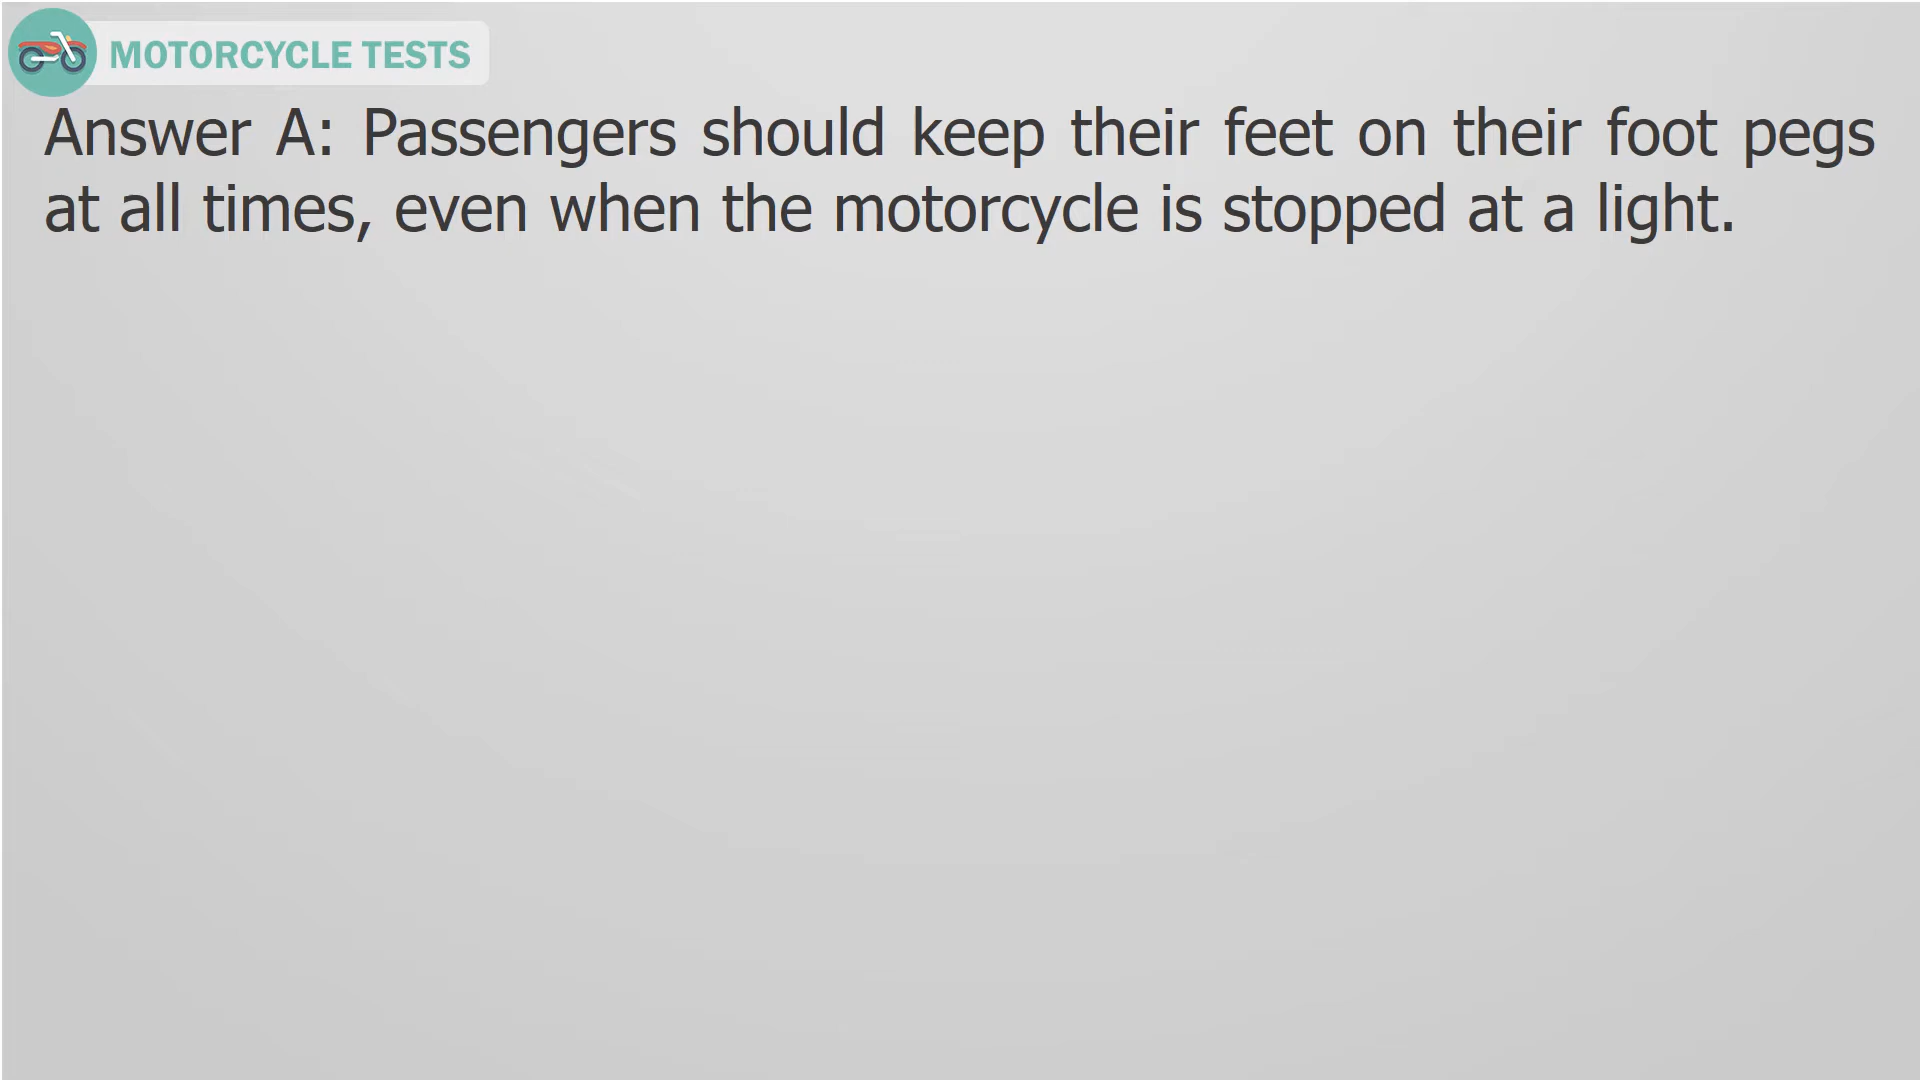 MOTORCYCLE TESTS
Answer A: Passengers should keep their feet on their foot pegs
at all times, even when the motorcycle is stopped at a light.